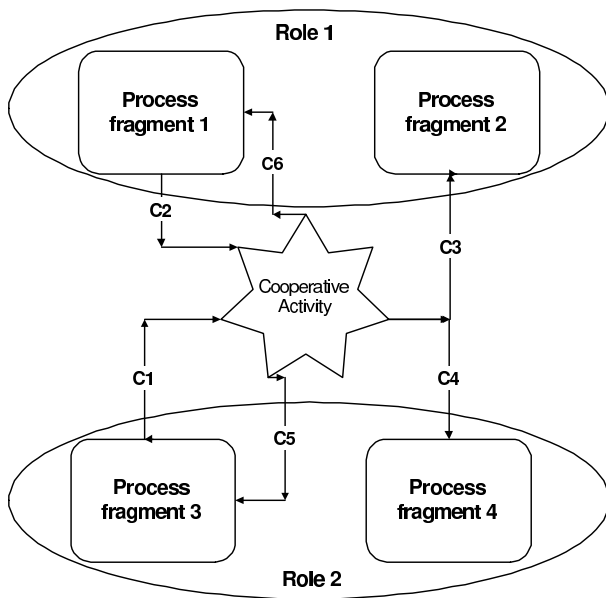 Role 1
Process
fragment 1
Process
fragment 2
C6
C2
C3
Cooperative
Activity
C1
C4
C5
Process
fragment 3
Process
fragment 4
Role 2